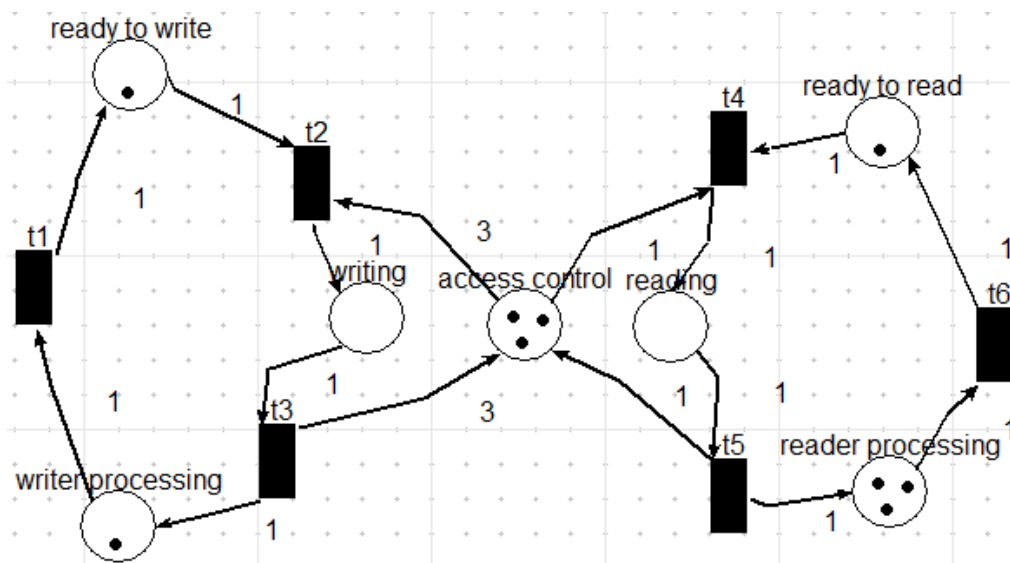 ready to write
1
t2
t4
ready to read
1
1
t1
3
1
1
1
1
writing
access control
reading
t6
1
1
1
t3
3
t5
reader processing
1
writer processing
1
1